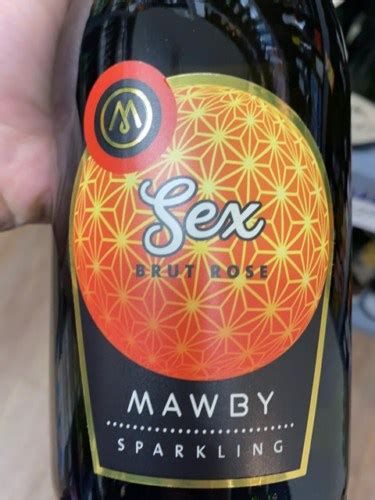 M
Sex
BRUT ROSE
MAWBY
SPARKLING